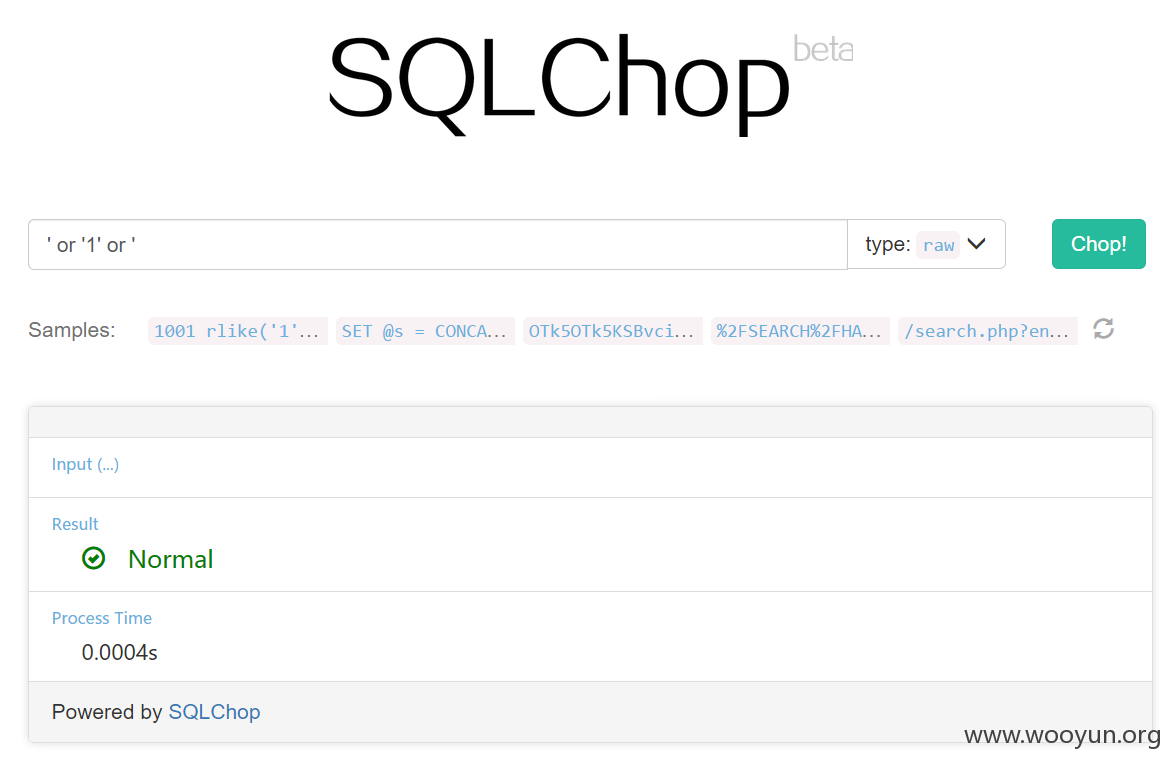 SQLChop beta
' or '1' or ' type: raw Chop!
Samples: 1001 rlike('1'... SET @s = CONCA... OTk5OTk5KSBvci... %2FSEARCH%2FHA... /search.php?en...
Input (...)
Result
Normal
Process Time
0.0004s
Powered by SQLChop
www.wooyun.org